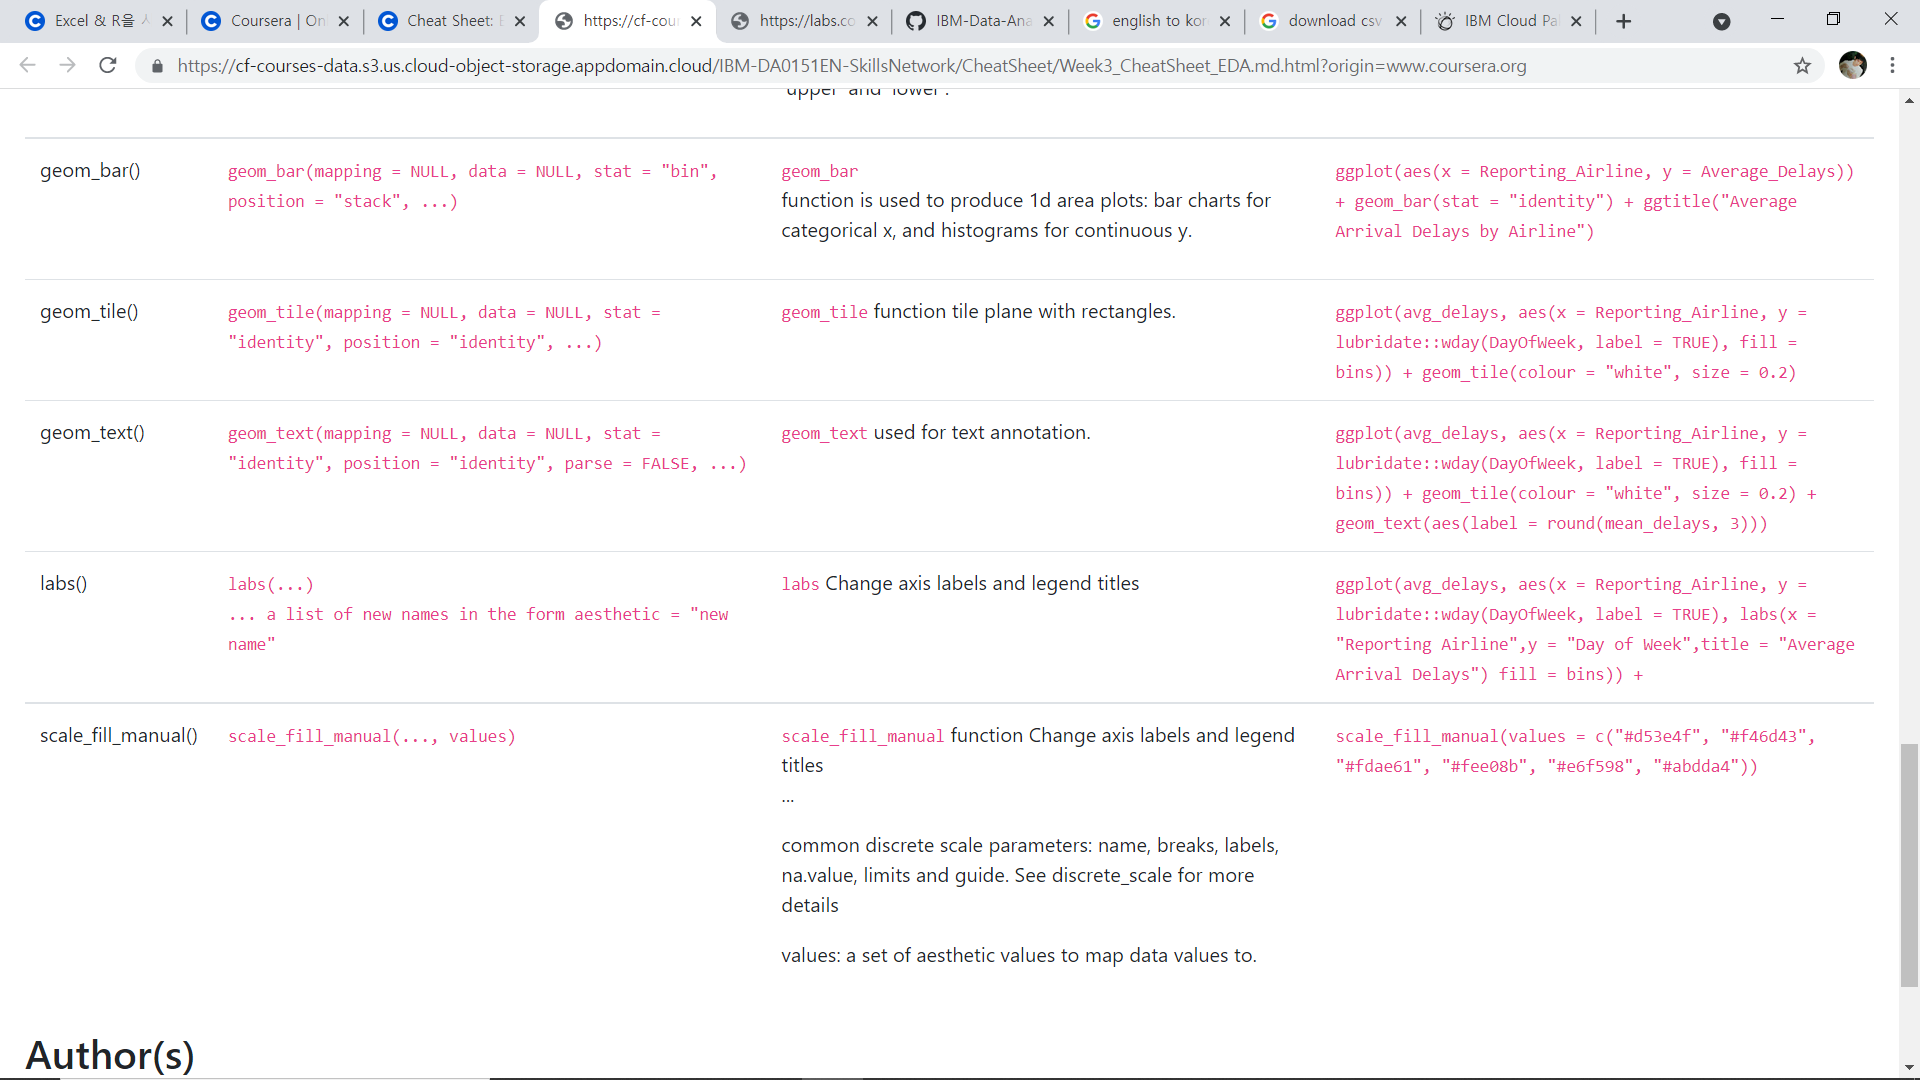 Excel & R을 Coursera | On Cheat Sheet: https://cf-cour https://labs.co IBM-Data-Ana english to kor download csv IBM Cloud Pa
https://cf-courses-data.s3.us.cloud-object-storage.appdomain.cloud/IBM-DA0151EN-SkillsNetwork/CheatSheet/Week3_CheatSheet_EDA.md.html?origin=www.coursera.org
upper and lower .
geom_bar()
geom_bar(mapping = NULL, data = NULL, stat = "bin",
position = "stack", ...)
geom_bar
function is used to produce 1d area plots: bar charts for
categorical x, and histograms for continuous y.
ggplot(aes(x = Reporting_Airline, y = Average_Delays))
+ geom_bar(stat = "identity") + ggtitle("Average
Arrival Delays by Airline")
geom_tile()
geom_tile(mapping = NULL, data = NULL, stat =
"identity", position = "identity", ...)
geom_tile function tile plane with rectangles.
ggplot(avg_delays, aes(x = Reporting_Airline, y =
lubridate::wday(DayOfWeek, label = TRUE), fill =
bins)) + geom_tile(colour = "white", size = 0.2)
geom_text()
geom_text(mapping = NULL, data = NULL, stat =
"identity", position = "identity", parse = FALSE, ...)
geom_text used for text annotation.
ggplot(avg_delays, aes(x = Reporting_Airline, y =
lubridate::wday(DayOfWeek, label = TRUE), fill =
bins)) + geom_tile(colour = "white", size = 0.2) +
geom_text(aes(label = round(mean_delays, 3)))
labs()
labs(...)
... a list of new names in the form aesthetic = "new
name"
labs Change axis labels and legend titles
ggplot(avg_delays, aes(x = Reporting_Airline, y =
lubridate::wday(DayOfWeek, label = TRUE), labs(x =
"Reporting Airline",y = "Day of Week",title = "Average
Arrival Delays") fill = bins)) +
scale_fill_manual()
scale_fill_manual(..., values)
scale_fill_manual function Change axis labels and legend
titles
...
common discrete scale parameters: name, breaks, labels,
na.value, limits and guide. See discrete_scale for more
details
values: a set of aesthetic values to map data values to.
scale_fill_manual(values = c("#d53e4f", "#f46d43",
"#fdae61", "#fee08b", "#e6f598", "#abdda4"))
Author(s)